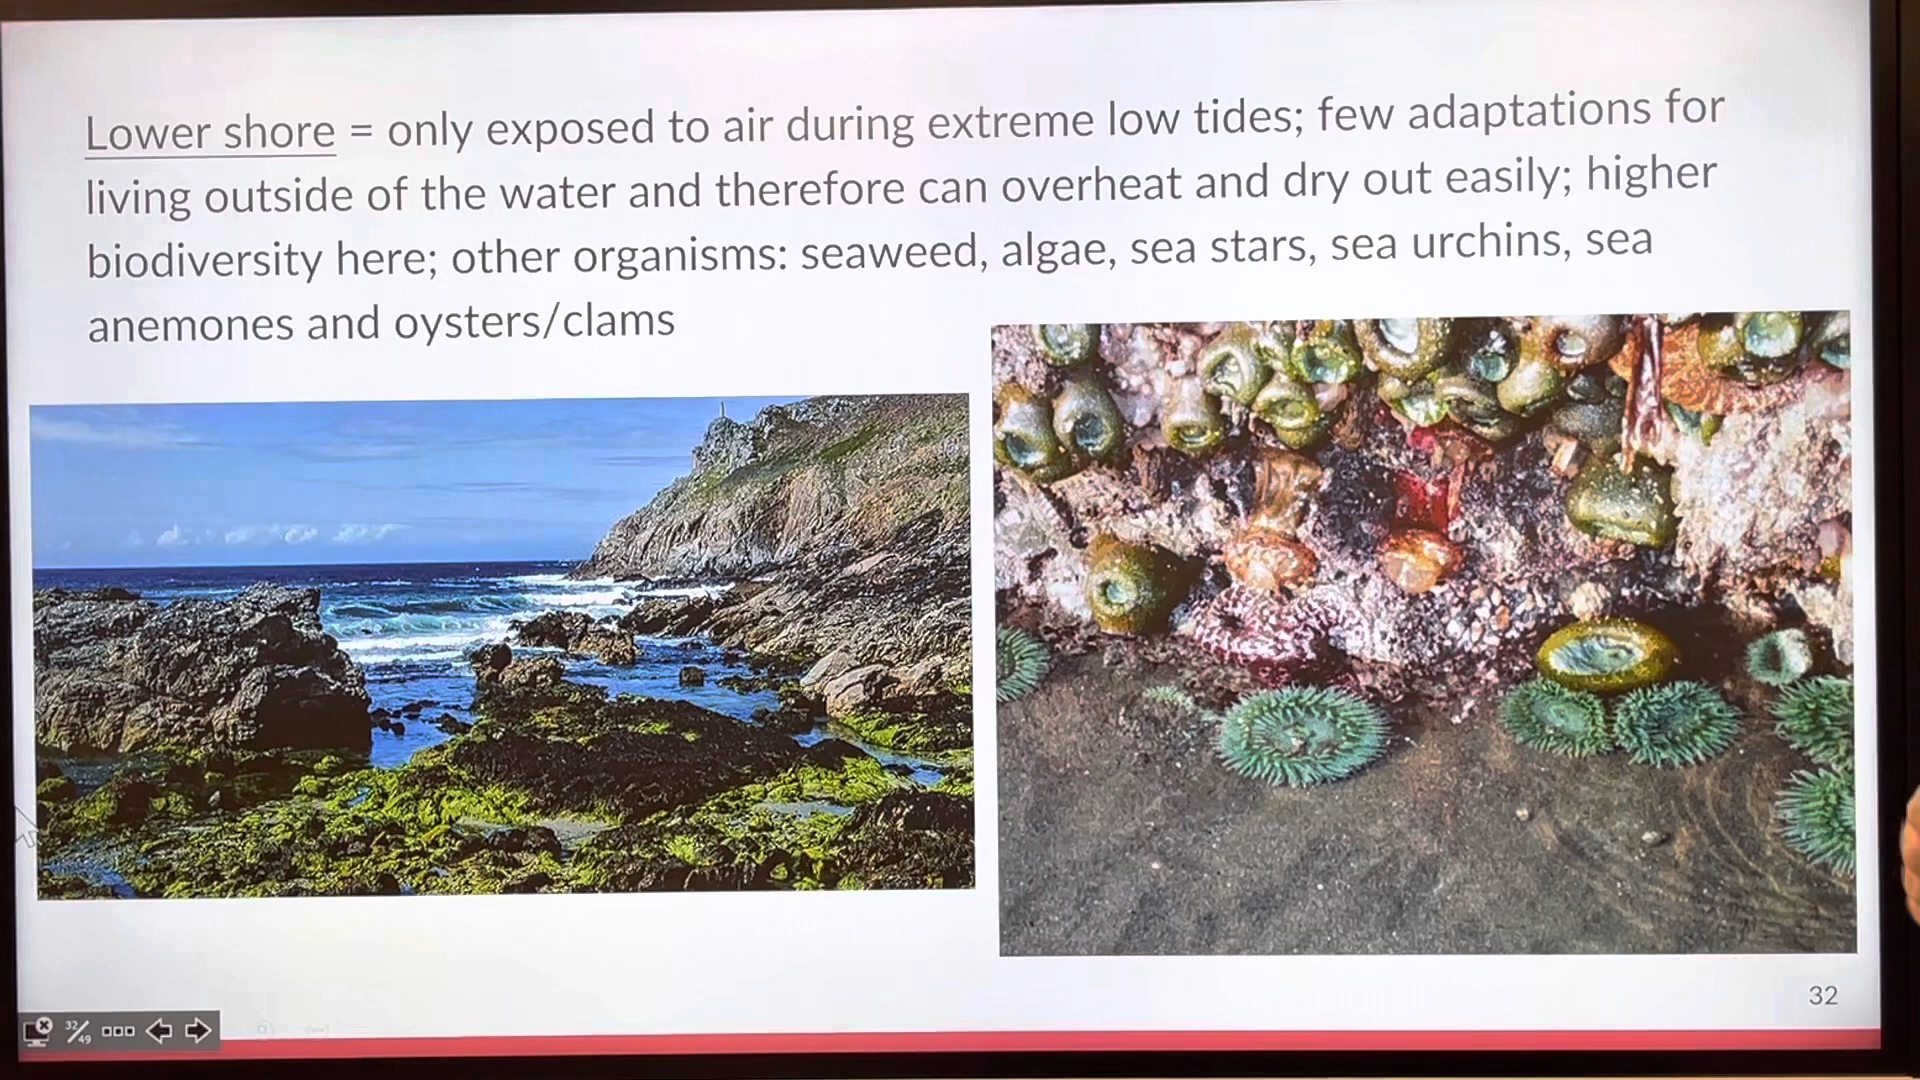 Lower shore = only exposed to air during extreme low tides; few adaptations for
living outside of the water and therefore can overheat and dry out easily; higher
biodiversity here; other organisms: seaweed, algae, sea stars, sea urchins, sea
anemones and oysters/clams
32
32/49